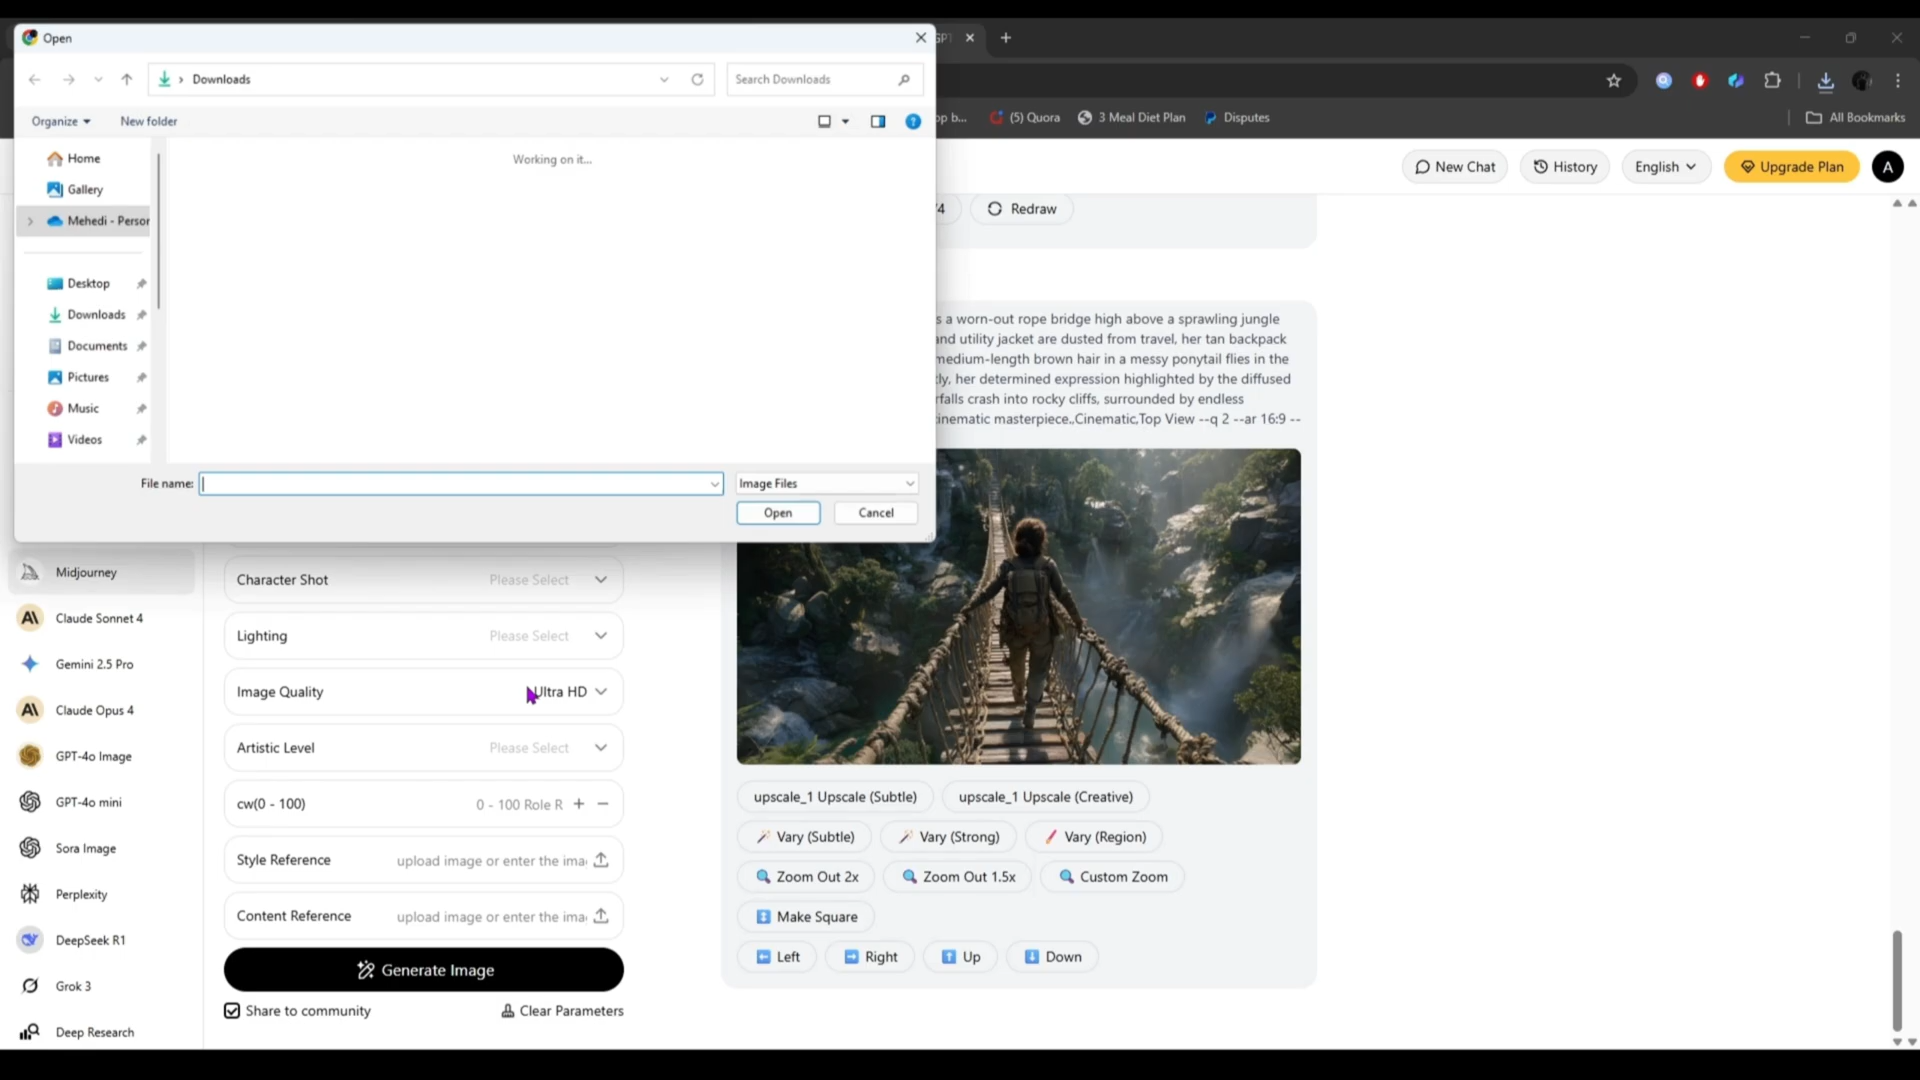 Open
GPT
Downloads
Search Downloads
Organize
New folder
op b...
(5) Quora
3 Meal Diet Plan
Disputes
All Bookmarks
Home
Gallery
Mehedi - Person
Working on it...
New Chat
History
English
Upgrade Plan
A
/4
Redraw
Desktop
Downloads
Documents
Pictures
Music
Videos
s a worn-out rope bridge high above a sprawling jungle
and utility jacket are dusted from travel, her tan backpack
medium-length brown hair in a messy ponytail flies in the
ly, her determined expression highlighted by the diffused
rfalls crash into rocky cliffs, surrounded by endless
cinematic masterpiece.,Cinematic,Top View --q 2 --ar 16:9 --
File name:
Image Files
Open
Cancel
Midjourney
Claude Sonnet 4
Gemini 2.5 Pro
Claude Opus 4
GPT-4o Image
GPT-4o mini
Sora Image
Perplexity
DeepSeek R1
Grok 3
Deep Research
Character Shot
Please Select
Lighting
Please Select
Image Quality
Ultra HD
Artistic Level
Please Select
cw(0 - 100)
0 - 100 Role R
Style Reference
upload image or enter the ima
Content Reference
upload image or enter the ima
Generate Image
Share to community
Clear Parameters
upscale_1 Upscale (Subtle)
upscale_1 Upscale (Creative)
Vary (Subtle)
Vary (Strong)
Vary (Region)
Zoom Out 2x
Zoom Out 1.5x
Custom Zoom
Make Square
Left
Right
Up
Down